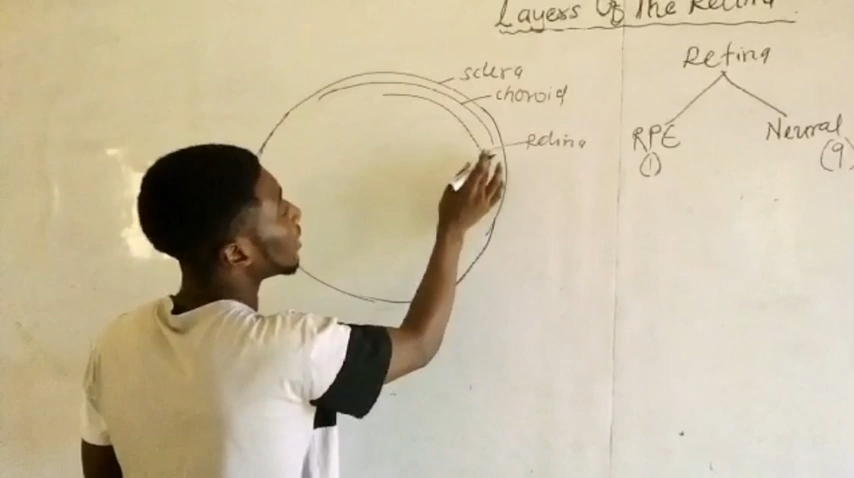 Layers Of The Retina
sclera
choroid
retina
Retina
RPE
(1)
Neural
(9)